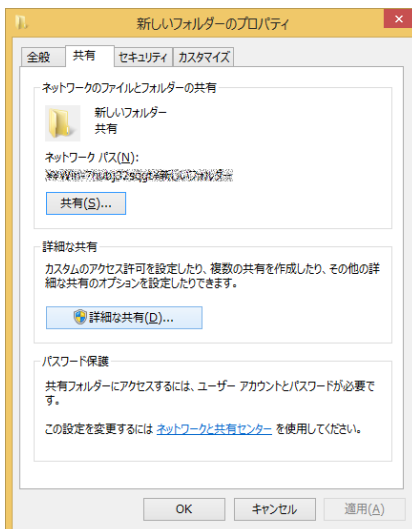 新しいフォルダーのプロパティ
全般 共有 セキュリティ カスタマイズ
ネットワークのファイルとフォルダーの共有
新しいフォルダー
共有
ネットワーク パス(N):
共有(S)...
詳細な共有
カスタムのアクセス許可を設定したり、複数の共有を作成したり、その他の詳
細な共有のオプションを設定したりできます。
詳細な共有(D)...
パスワード保護
共有フォルダーにアクセスするには、ユーザー アカウントとパスワードが必要で
す。
この設定を変更するには ネットワークと共有センター を使用してください。
OK キャンセル 適用(A)